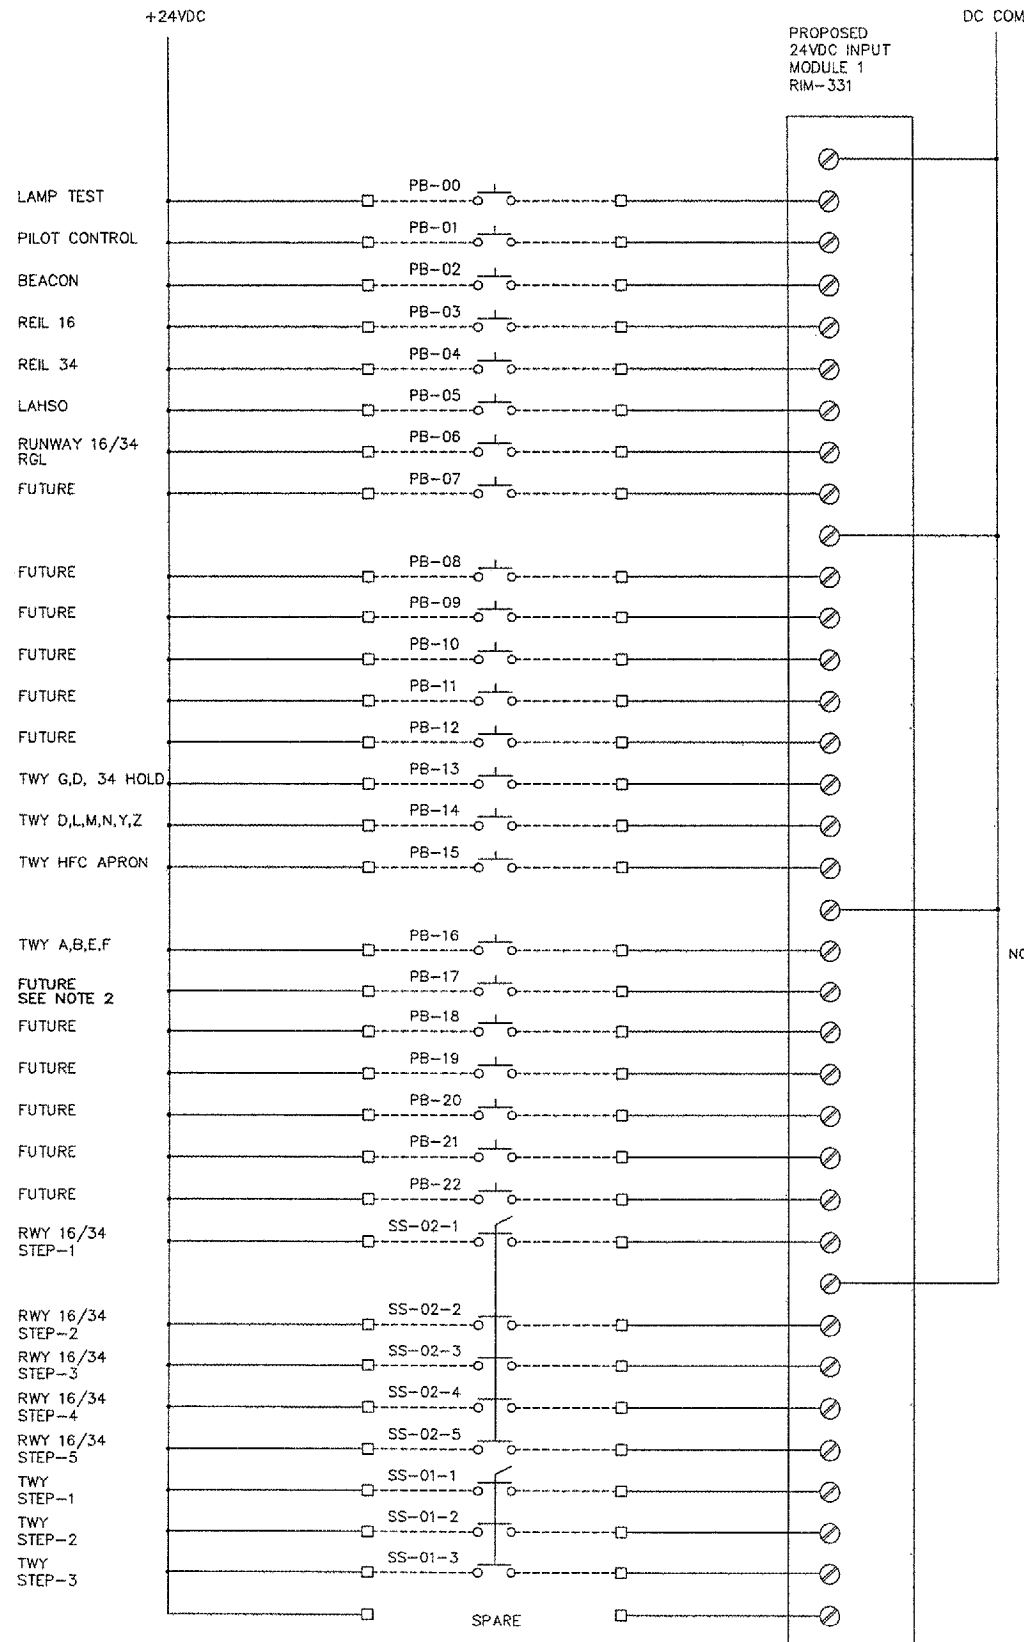 +24VDC
DC COM
PROPOSED
24VDC INPUT
MODULE 1
RIM-331
LAMP TEST
PB-00
PILOT CONTROL
PB-01
BEACON
PB-02
REIL 16
PB-03
REIL 34
PB-04
LAHSO
PB-05
RUNWAY 16/34
RGL
PB-06
FUTURE
PB-07
FUTURE
PB-08
FUTURE
PB-09
FUTURE
PB-10
FUTURE
PB-11
FUTURE
PB-12
TWY G,D, 34 HOLD
PB-13
TWY D,L,M,N,Y,Z
PB-14
TWY HFC APRON
PB-15
TWY A,B,E,F
PB-16
NO
FUTURE
SEE NOTE 2
PB-17
FUTURE
PB-18
FUTURE
PB-19
FUTURE
PB-20
FUTURE
PB-21
FUTURE
PB-22
RWY 16/34
STEP-1
SS-02-1
RWY 16/34
STEP-2
SS-02-2
RWY 16/34
STEP-3
SS-02-3
RWY 16/34
STEP-4
SS-02-4
RWY 16/34
STEP-5
SS-02-5
TWY
STEP-1
SS-01-1
TWY
STEP-2
SS-01-2
TWY
STEP-3
SS-01-3
SPARE